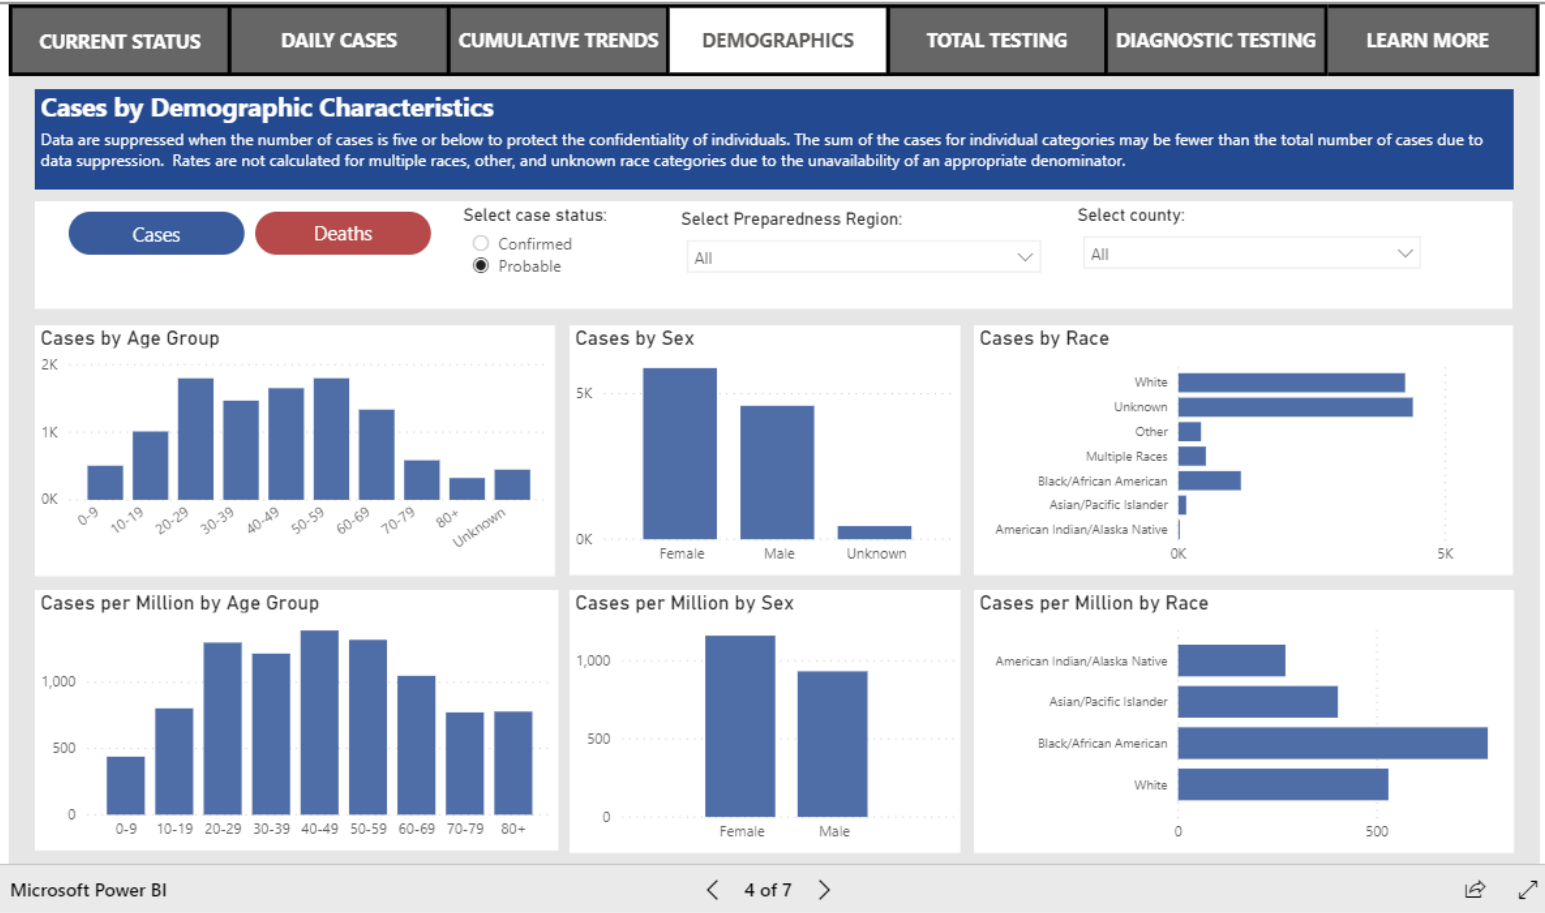 CURRENT STATUS
DAILY CASES
CUMULATIVE TRENDS
DEMOGRAPHICS
TOTAL TESTING
DIAGNOSTIC TESTING
LEARN MORE
Cases by Demographic Characteristics
Data are suppressed when the number of cases is five or below to protect the confidentiality of individuals. The sum of the cases for individual categories may be fewer than the total number of cases due to
data suppression. Rates are not calculated for multiple races, other, and unknown race categories due to the unavailability of an appropriate denominator.
Cases
Deaths
Select case status:
Confirmed
Probable
Select Preparedness Region:
All
Select county:
All
Cases by Age Group
2K
1K
0K
0-9
10-19
20-29
30-39
40-49
50-59
60-69
70-79
80+
Unknown
Cases by Sex
5K
0K
Female
Male
Unknown
Cases by Race
White
Unknown
Other
Multiple Races
Black/African American
Asian/Pacific Islander
American Indian/Alaska Native
0K
5K
Cases per Million by Age Group
1,000
500
0
0-9
10-19
20-29
30-39
40-49
50-59
60-69
70-79
80+
Cases per Million by Sex
1,000
500
0
Female
Male
Cases per Million by Race
American Indian/Alaska Native
Asian/Pacific Islander
Black/African American
White
0
500
Microsoft Power BI
4 of 7